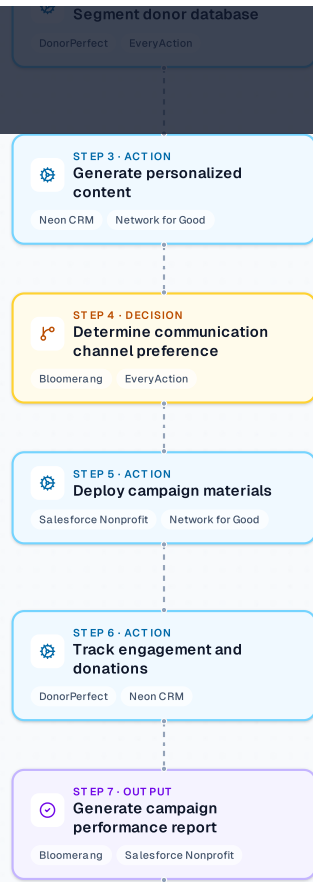 Segment donor database
DonorPerfect EveryAction
STEP 3 · ACTION
Generate personalized
content
Neon CRM Network for Good
STEP 4 · DECISION
Determine communication
channel preference
Bloomerang EveryAction
STEP 5 · ACTION
Deploy campaign materials
Salesforce Nonprofit Network for Good
STEP 6 · ACTION
Track engagement and
donations
DonorPerfect Neon CRM
STEP 7 · OUTPUT
Generate campaign
performance report
Bloomerang Salesforce Nonprofit